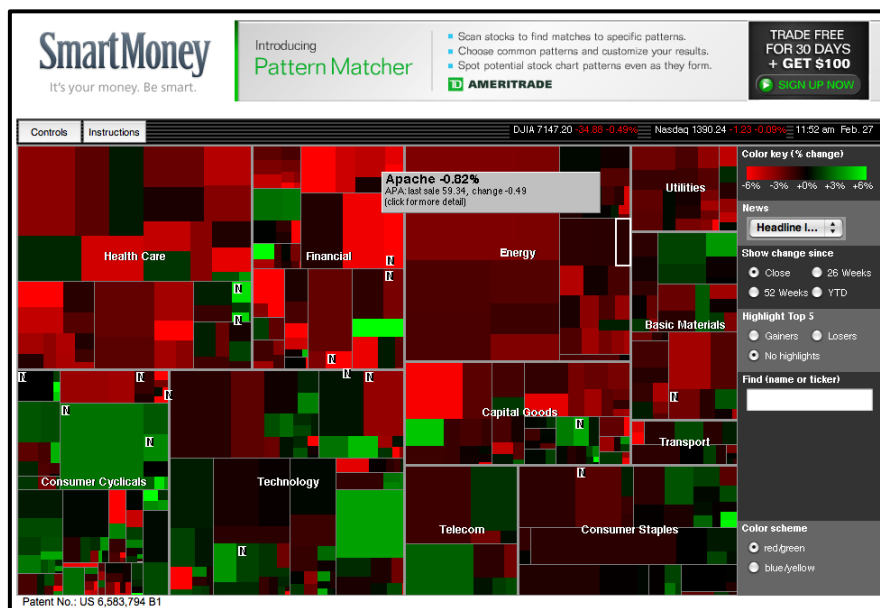 SmartMoney
It's your money. Be smart.
Introducing
Pattern Matcher
Scan stocks to find matches to specific patterns.
Choose common patterns and customize your results.
Spot potential stock chart patterns even as they form.
TD AMERITRADE
TRADE FREE
FOR 30 DAYS
+ GET $100
SIGN UP NOW
Controls
Instructions
DJIA 7147.20 -34.88 -0.49% Nasdaq 1390.24 -1.23 -0.09% 11:52 am Feb. 27
Apache -0.82%
APA: last sale 59.34, change -0.49
(click for more detail)
Health Care
Financial
Energy
Utilities
Basic Materials
Capital Goods
Transport
Consumer Cyclicals
Technology
Telecom
Consumer Staples
N
N
N
N
N
N
N
N
N
N
N
N
N
N
Color key (% change)
-6% -3% +0% +3% +6%
News
Headline I...
Show change since
Close 26 Weeks
52 Weeks YTD
Highlight Top 5
Gainers Losers
No highlights
Find (name or ticker)
Color scheme
red/green
blue/yellow
Patent No.: US 6,583,794 B1